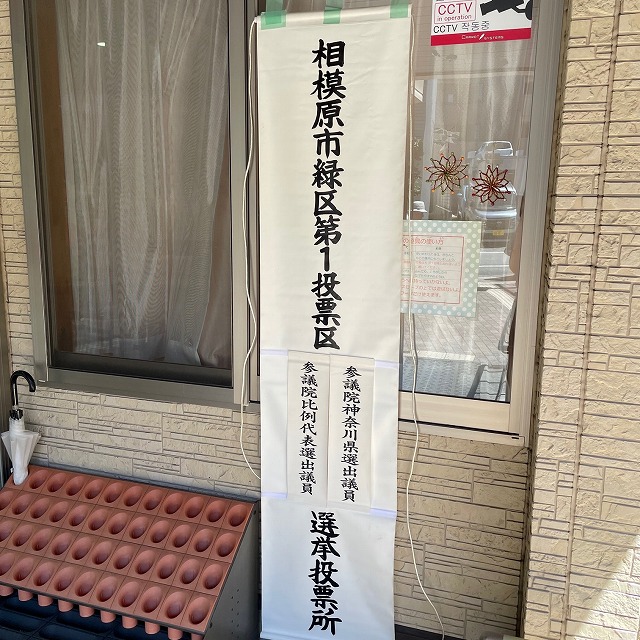 相模原市緑区第1投票区
参議院神奈川県選出議員
参議院比例代表選出議員
選挙投票所
CCTV
in operation
CCTV 작동중